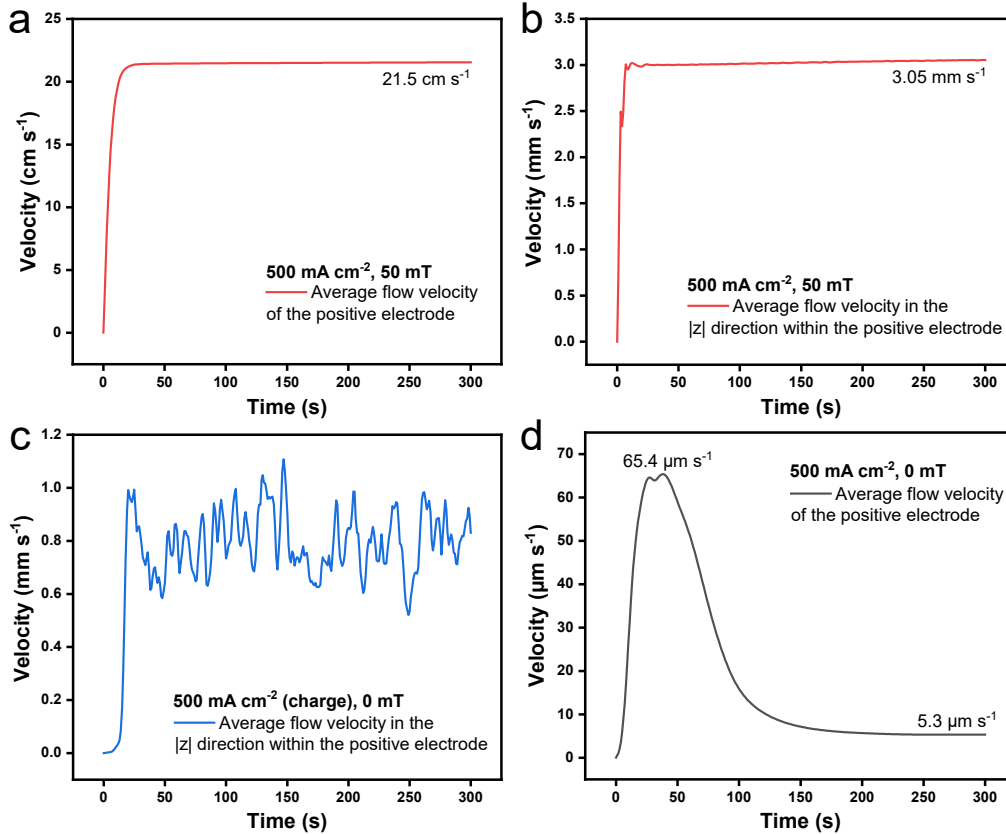 a
25
20
15
10
5
0
Velocity (cm s⁻¹)
21.5 cm s⁻¹
500 mA cm⁻², 50 mT
Average flow velocity
of the positive electrode
0 50 100 150 200 250 300
Time (s)
b
3.5
3.0
2.5
2.0
1.5
1.0
0.5
0.0
Velocity (mm s⁻¹)
3.05 mm s⁻¹
500 mA cm⁻², 50 mT
Average flow velocity in the
|z| direction within the positive electrode
0 50 100 150 200 250 300
Time (s)
c
1.2
1.0
0.8
0.6
0.4
0.2
0.0
Velocity (mm s⁻¹)
500 mA cm⁻² (charge), 0 mT
Average flow velocity in the
|z| direction within the positive electrode
0 50 100 150 200 250 300
Time (s)
d
70
60
50
40
30
20
10
0
Velocity (μm s⁻¹)
65.4 μm s⁻¹
500 mA cm⁻², 0 mT
Average flow velocity
of the positive electrode
5.3 μm s⁻¹
0 50 100 150 200 250 300
Time (s)